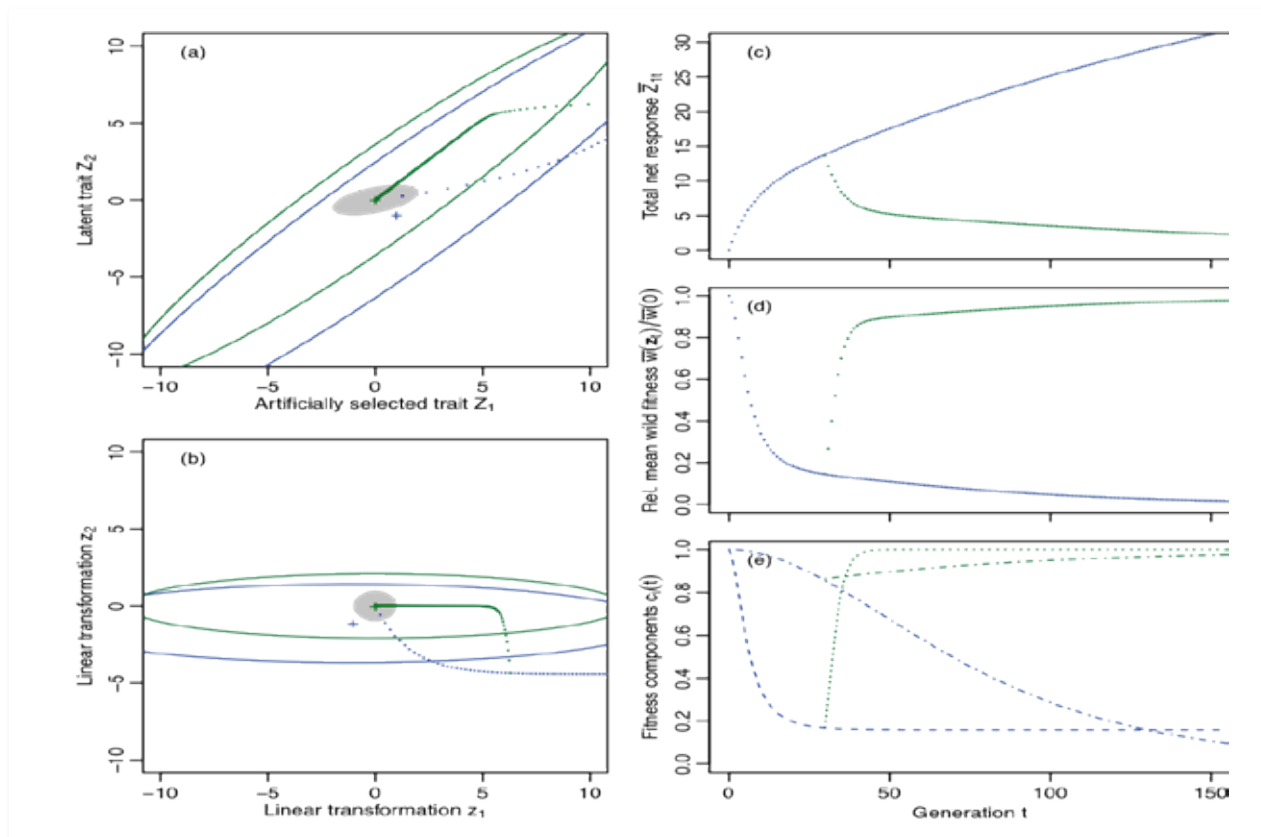 (a)
10
5
0
−5
−10
Latent trait Z₂
−10 −5 0 5 10
Artificially selected trait Z₁
(b)
10
5
0
−5
−10
Linear transformation z₂
−10 −5 0 5 10
Linear transformation z₁
(c)
30
25
20
15
10
5
0
Total net response Z̅₁ₜ
(d)
1.0
0.8
0.6
0.4
0.2
0.0
Rel. mean wild fitness w̅(zₜ)/w̅(0)
(e)
1.0
0.8
0.6
0.4
0.2
0.0
Fitness components cᵢ(t)
0 50 100 150
Generation t